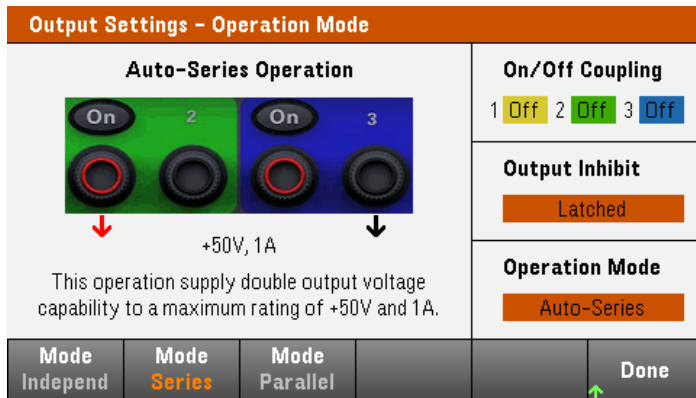 Output Settings - Operation Mode
Auto-Series Operation
On 2 On 3
+50V, 1A
This operation supply double output voltage
capability to a maximum rating of +50V and 1A.
On/Off Coupling
1 Off 2 Off 3 Off
Output Inhibit
Latched
Operation Mode
Auto-Series
Mode
Independ
Mode
Series
Mode
Parallel
Done